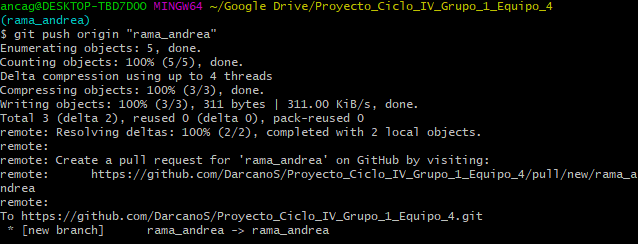 ancag@DESKTOP-TBD7D00 MINGW64 ~/Google Drive/Proyecto_Ciclo_IV_Grupo_1_Equipo_4
(rama_andrea)
$ git push origin "rama_andrea"
Enumerating objects: 5, done.
Counting objects: 100% (5/5), done.
Delta compression using up to 4 threads
Compressing objects: 100% (3/3), done.
Writing objects: 100% (3/3), 311 bytes | 311.00 KiB/s, done.
Total 3 (delta 2), reused 0 (delta 0), pack-reused 0
remote: Resolving deltas: 100% (2/2), completed with 2 local objects.
remote:
remote: Create a pull request for 'rama_andrea' on GitHub by visiting:
remote:      https://github.com/DarcanoS/Proyecto_Ciclo_IV_Grupo_1_Equipo_4/pull/new/rama_a
ndrea
remote:
To https://github.com/DarcanoS/Proyecto_Ciclo_IV_Grupo_1_Equipo_4.git
 * [new branch]      rama_andrea -> rama_andrea